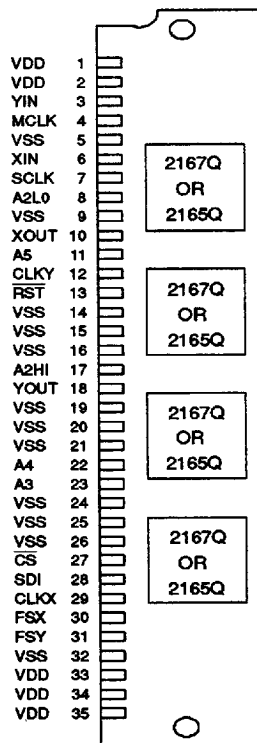 VDD 1
VDD 2
YIN 3
MCLK 4
VSS 5
XIN 6
SCLK 7
A2L0 8
VSS 9
XOUT 10
A5 11
CLKY 12
RST 13
VSS 14
VSS 15
VSS 16
A2HI 17
YOUT 18
VSS 19
VSS 20
VSS 21
A4 22
A3 23
VSS 24
VSS 25
VSS 26
CS 27
SDI 28
CLKX 29
FSX 30
FSY 31
VSS 32
VDD 33
VDD 34
VDD 35
2167Q
OR
2165Q
2167Q
OR
2165Q
2167Q
OR
2165Q
2167Q
OR
2165Q